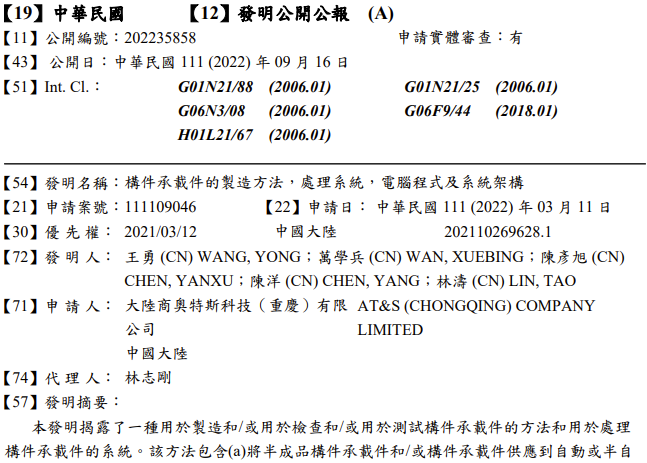 【19】中華民國 【12】發明公開公報 (A)
【11】公開編號：202235858 申請實體審查：有
【43】公開日：中華民國 111 (2022) 年 09 月 16 日
【51】Int. Cl.： G01N21/88 (2006.01) G01N21/25 (2006.01)
G06N3/08 (2006.01) G06F9/44 (2018.01)
H01L21/67 (2006.01)
【54】發明名稱：構件承載件的製造方法，處理系統，電腦程式及系統架構
【21】申請案號：111109046 【22】申請日： 中華民國 111 (2022) 年 03 月 11 日
【30】優先權： 2021/03/12 中國大陸 202110269628.1
【72】發明人： 王勇 (CN) WANG, YONG；萬學兵 (CN) WAN, XUEBING；陳彥旭 (CN)
CHEN, YANXU；陳洋 (CN) CHEN, YANG；林濤 (CN) LIN, TAO
【71】申請人： 大陸商奧特斯科技（重慶）有限 AT&S (CHONGQING) COMPANY
公司 LIMITED
中國大陸
【74】代理人： 林志剛
【57】發明摘要：
本發明揭露了一種用於製造和/或用於檢查和/或用於測試構件承載件的方法和用於處理
構件承載件的系統。該方法包含(a)將半成品構件承載件和/或構件承載件供應到自動或半自